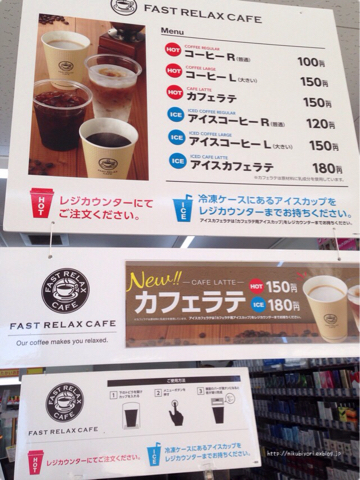 FAST RELAX CAFE
Menu
HOT COFFEE REGULAR コーヒー R (普通) 100円
HOT COFFEE LARGE コーヒー L (大きい) 150円
HOT CAFE LATTE カフェラテ 150円
ICE ICED COFFEE REGULAR アイスコーヒー R (普通) 120円
ICE ICED COFFEE LARGE アイスコーヒー L (大きい) 150円
ICE ICED CAFE LATTE アイスカフェラテ 180円
HOT レジカウンターにて
ご注文ください。
ICE 冷凍ケースにあるアイスカップを
レジカウンターまでお持ちください。
FAST RELAX CAFE
FAST RELAX CAFE
Our coffee makes you relaxed.
New!!
CAFE LATTE
カフェラテ
HOT 150円
ICE 180円
FAST RELAX CAFE
FAST RELAX CAFE
ご使用方法
1
2
3
HOT レジカウンターにてご注文ください。
ICE 冷凍ケースにあるアイスカップを
レジカウンターまでお持ちください。